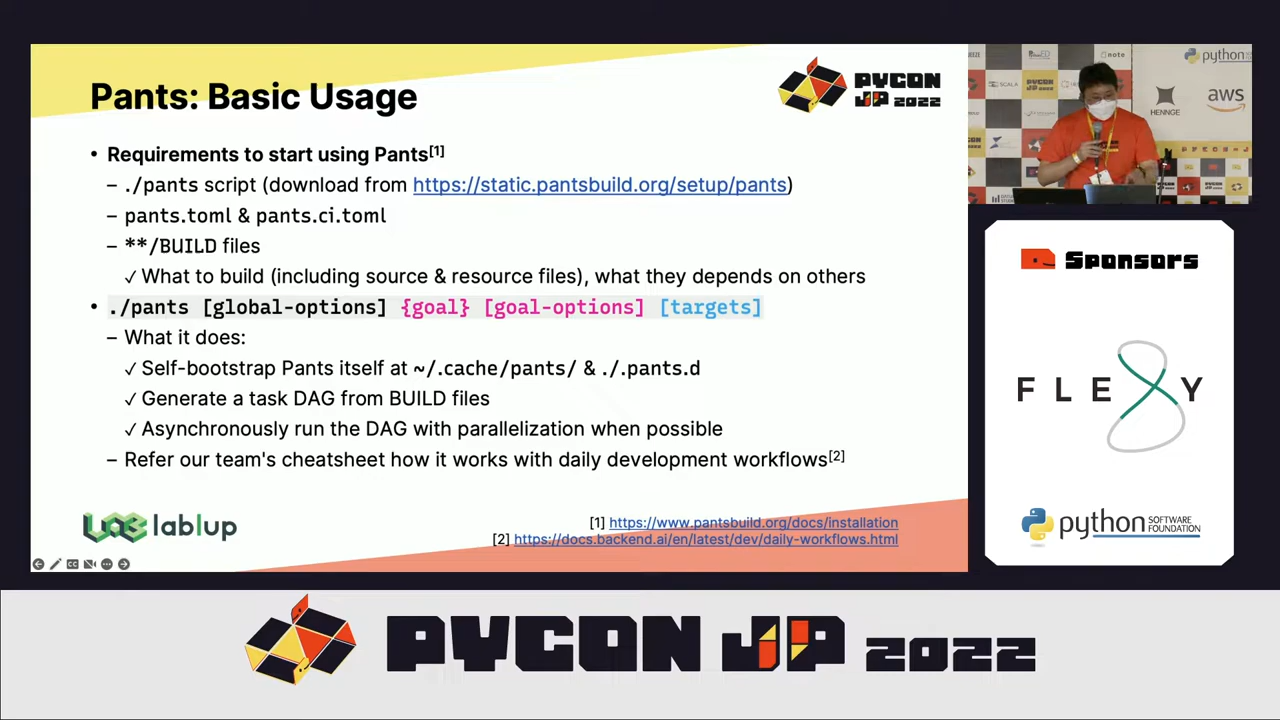 Pants: Basic Usage
PYCON
JP 2022
• Requirements to start using Pants[1]
– ./pants script (download from https://static.pantsbuild.org/setup/pants)
– pants.toml & pants.ci.toml
– **/BUILD files
✓ What to build (including source & resource files), what they depends on others
• ./pants [global-options] {goal} [goal-options] [targets]
– What it does:
✓ Self-bootstrap Pants itself at ~/.cache/pants/ & ./.pants.d
✓ Generate a task DAG from BUILD files
✓ Asynchronously run the DAG with parallelization when possible
– Refer our team's cheatsheet how it works with daily development workflows[2]
lablup
[1] https://www.pantsbuild.org/docs/installation
[2] https://docs.backend.ai/en/latest/dev/daily-workflows.html
note
python
SCALA
PYCON
HENNGE
aws
Sponsors
FLEXY
python SOFTWARE
FOUNDATION
PYCON JP 2022